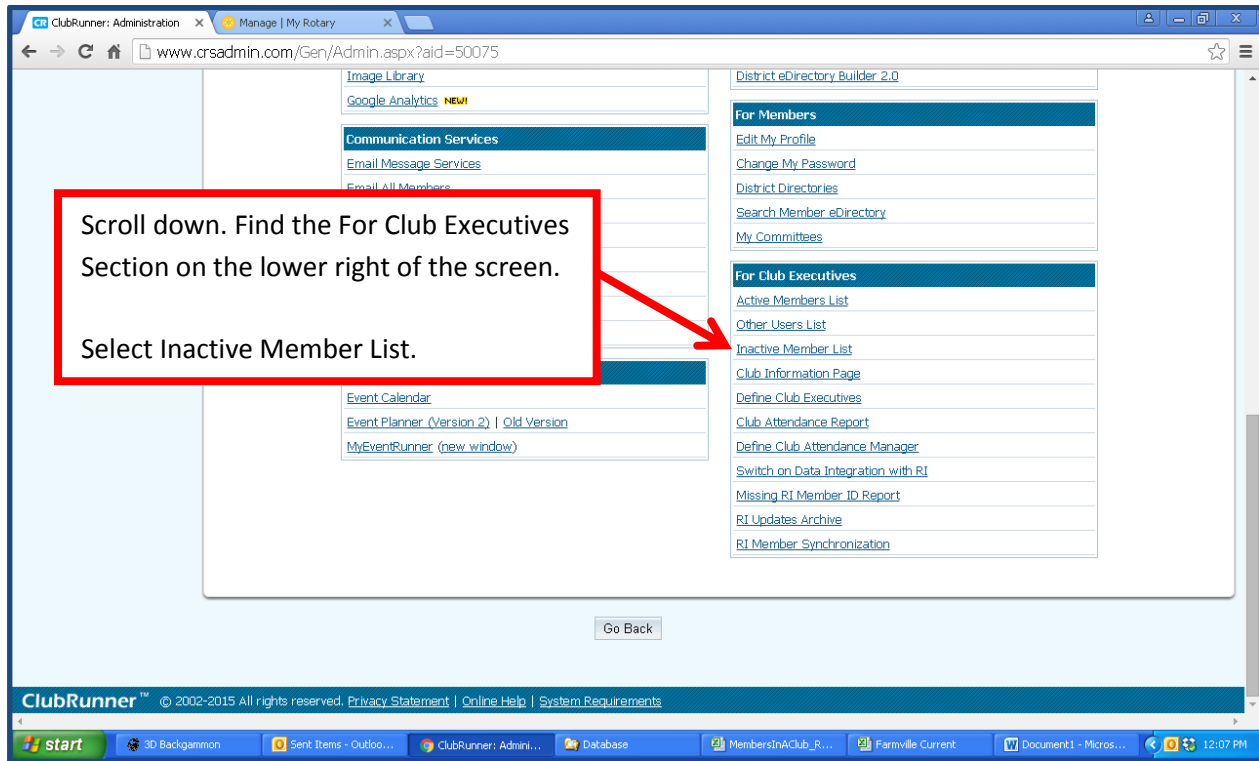 CR ClubRunner: Administration
Manage | My Rotary
www.crsadmin.com/Gen/Admin.aspx?aid=50075
Image Library
Google Analytics NEW!
Communication Services
Email Message Services
Email All Members
Scroll down. Find the For Club Executives
Section on the lower right of the screen.
Select Inactive Member List.
Event Calendar
Event Planner (Version 2) | Old Version
MyEventRunner (new window)
District eDirectory Builder 2.0
For Members
Edit My Profile
Change My Password
District Directories
Search Member eDirectory
My Committees
For Club Executives
Active Members List
Other Users List
Inactive Member List
Club Information Page
Define Club Executives
Club Attendance Report
Define Club Attendance Manager
Switch on Data Integration with RI
Missing RI Member ID Report
RI Updates Archive
RI Member Synchronization
Go Back
ClubRunner™ © 2002-2015 All rights reserved. Privacy Statement | Online Help | System Requirements
start 3D Backgammon Sent Items - Outloo... ClubRunner: Admini... Database MembersInAClub_R... Farmville Current Document1 - Micros... 12:07 PM